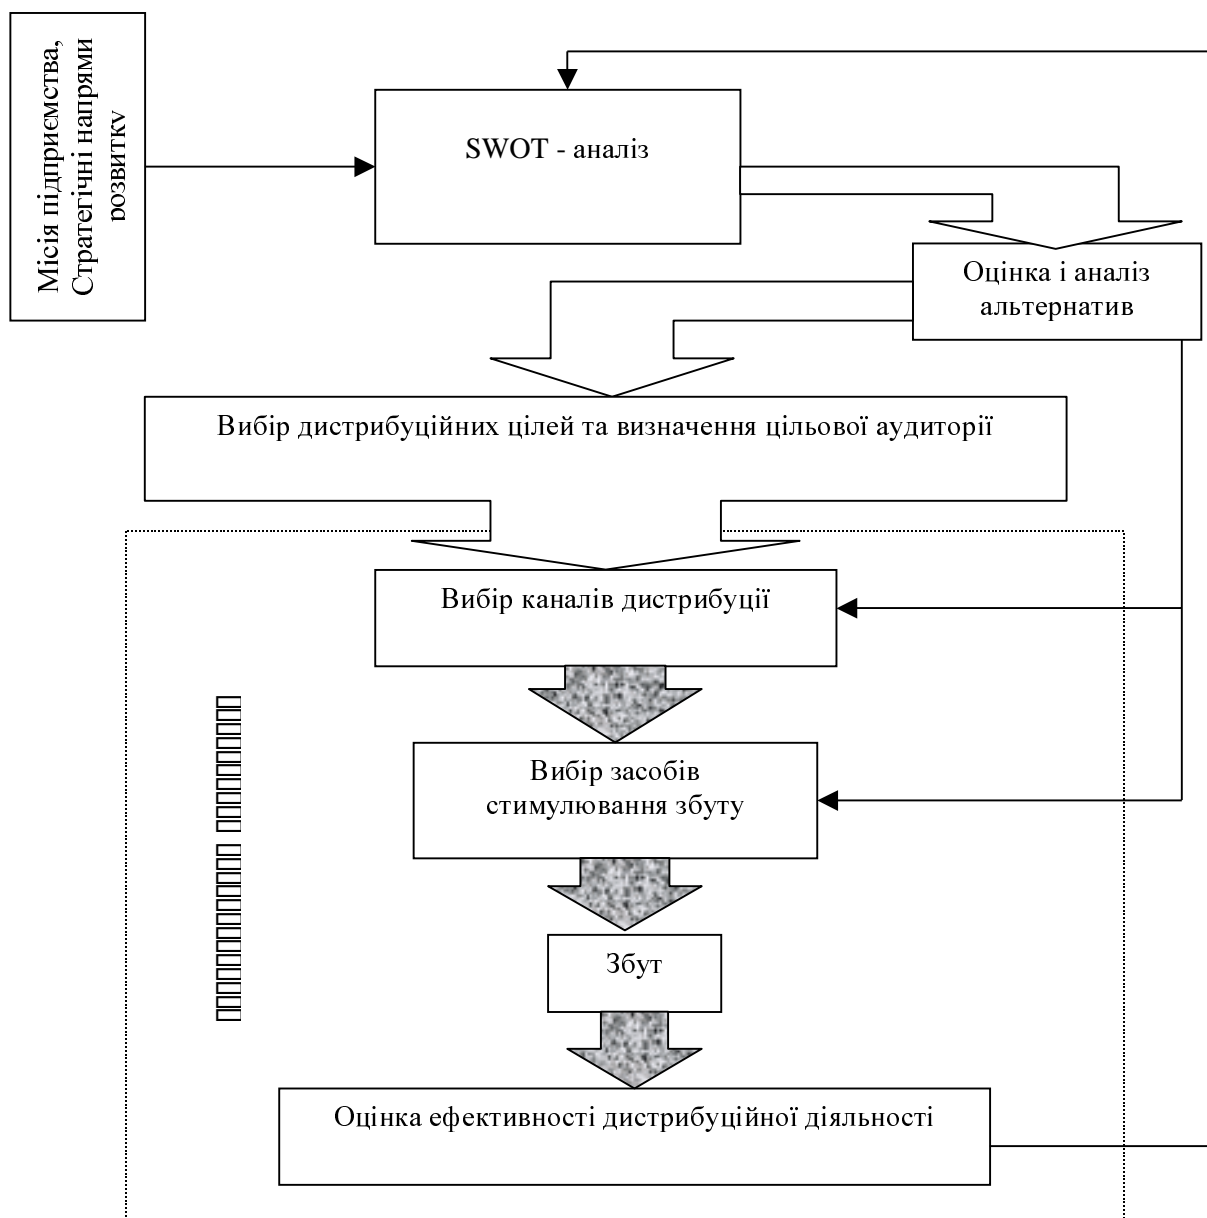 Місія підприємства,
Стратегічні напрями
розвитку
SWOT - аналіз
Оцінка і аналіз
альтернатив
Вибір дистрибуційних цілей та визначення цільової аудиторії
Вибір каналів дистрибуції
Вибір засобів
стимулювання збуту
Збут
Оцінка ефективності дистрибуційної діяльності